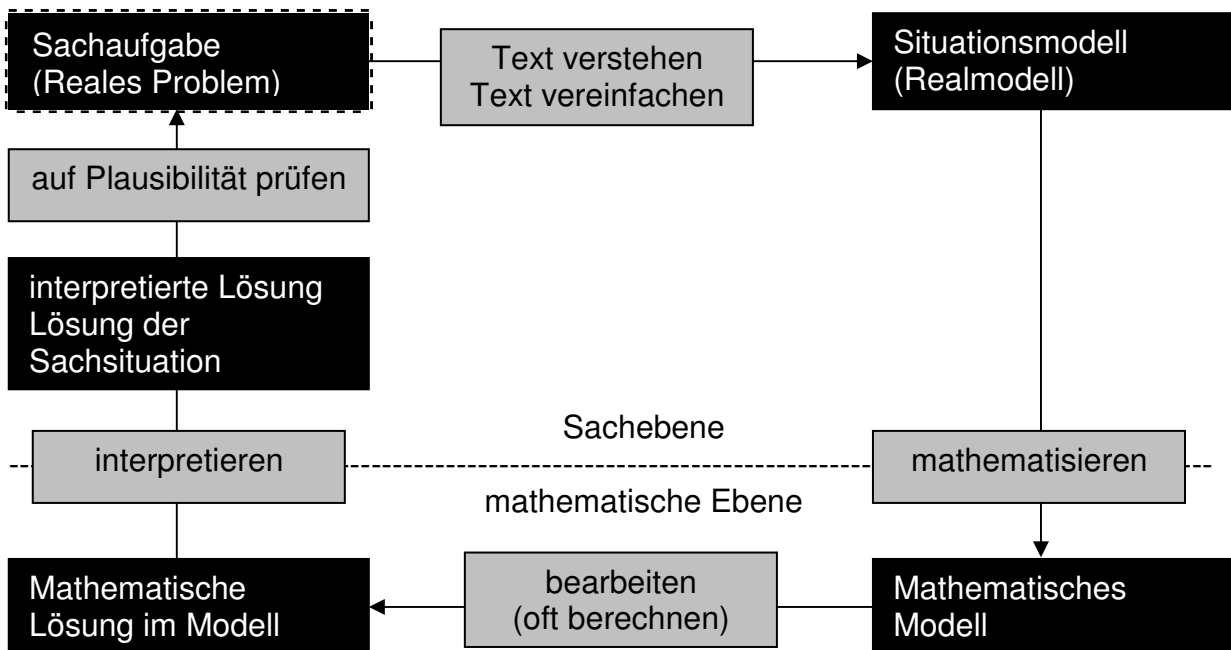 Sachaufgabe
(Reales Problem)
Text verstehen
Text vereinfachen
Situationsmodell
(Realmodell)
auf Plausibilität prüfen
interpretierte Lösung
Lösung der
Sachsituation
Sachebene
interpretieren
mathematisieren
mathematische Ebene
Mathematische
Lösung im Modell
bearbeiten
(oft berechnen)
Mathematisches
Modell